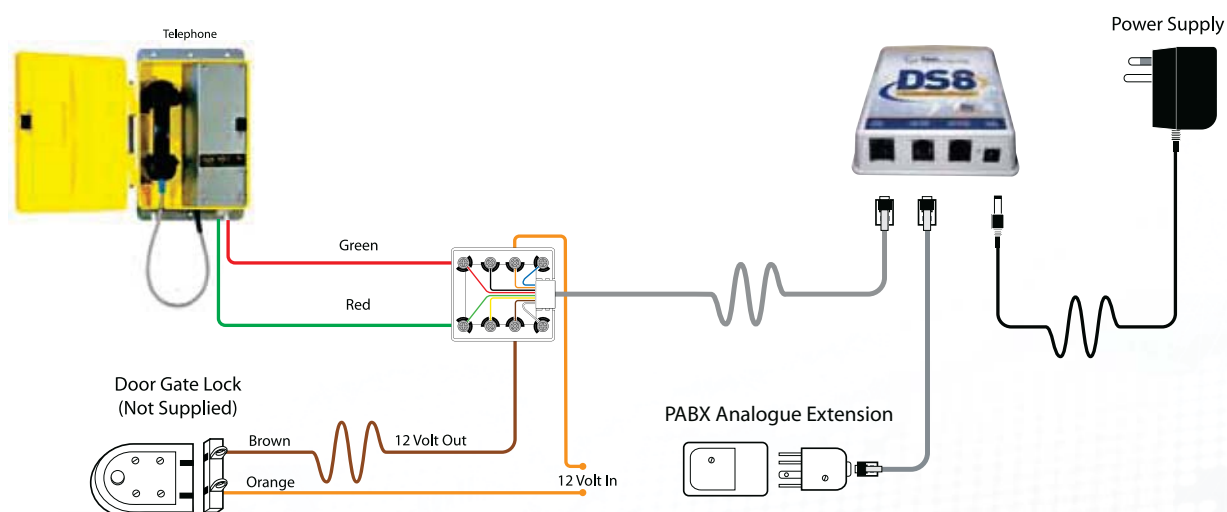 Telephone
Power Supply
DS8
Green
Red
Door Gate Lock
(Not Supplied)
Brown
12 Volt Out
Orange
12 Volt In
PABX Analogue Extension